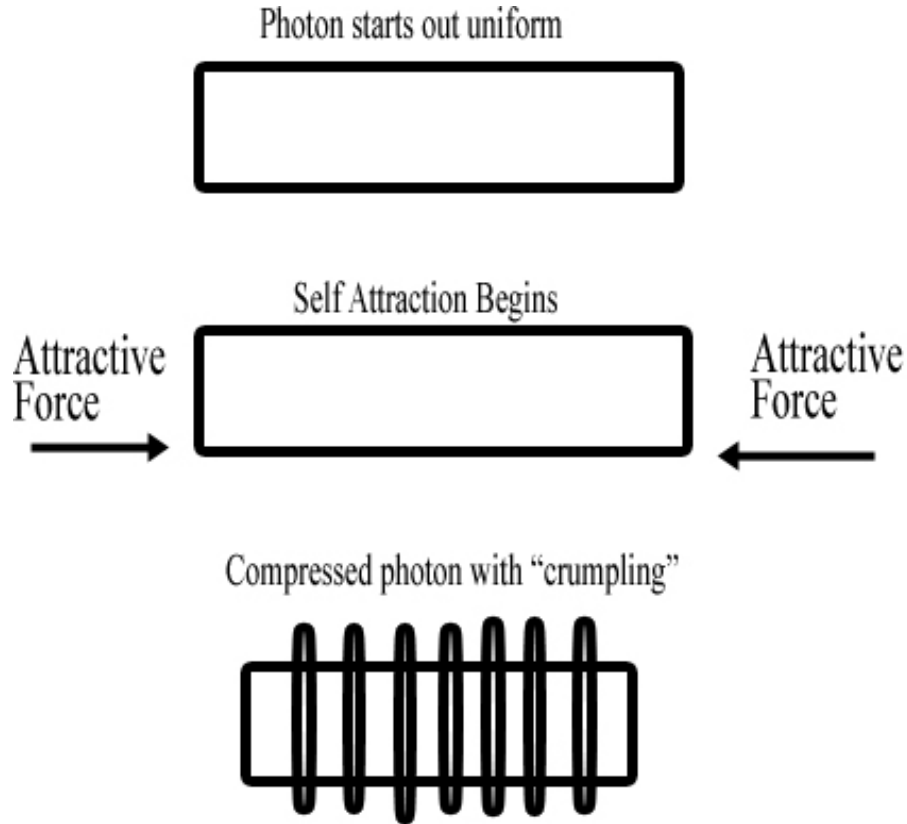 Photon starts out uniform
Self Attraction Begins
Attractive
Force
Attractive
Force
Compressed photon with “crumpling”